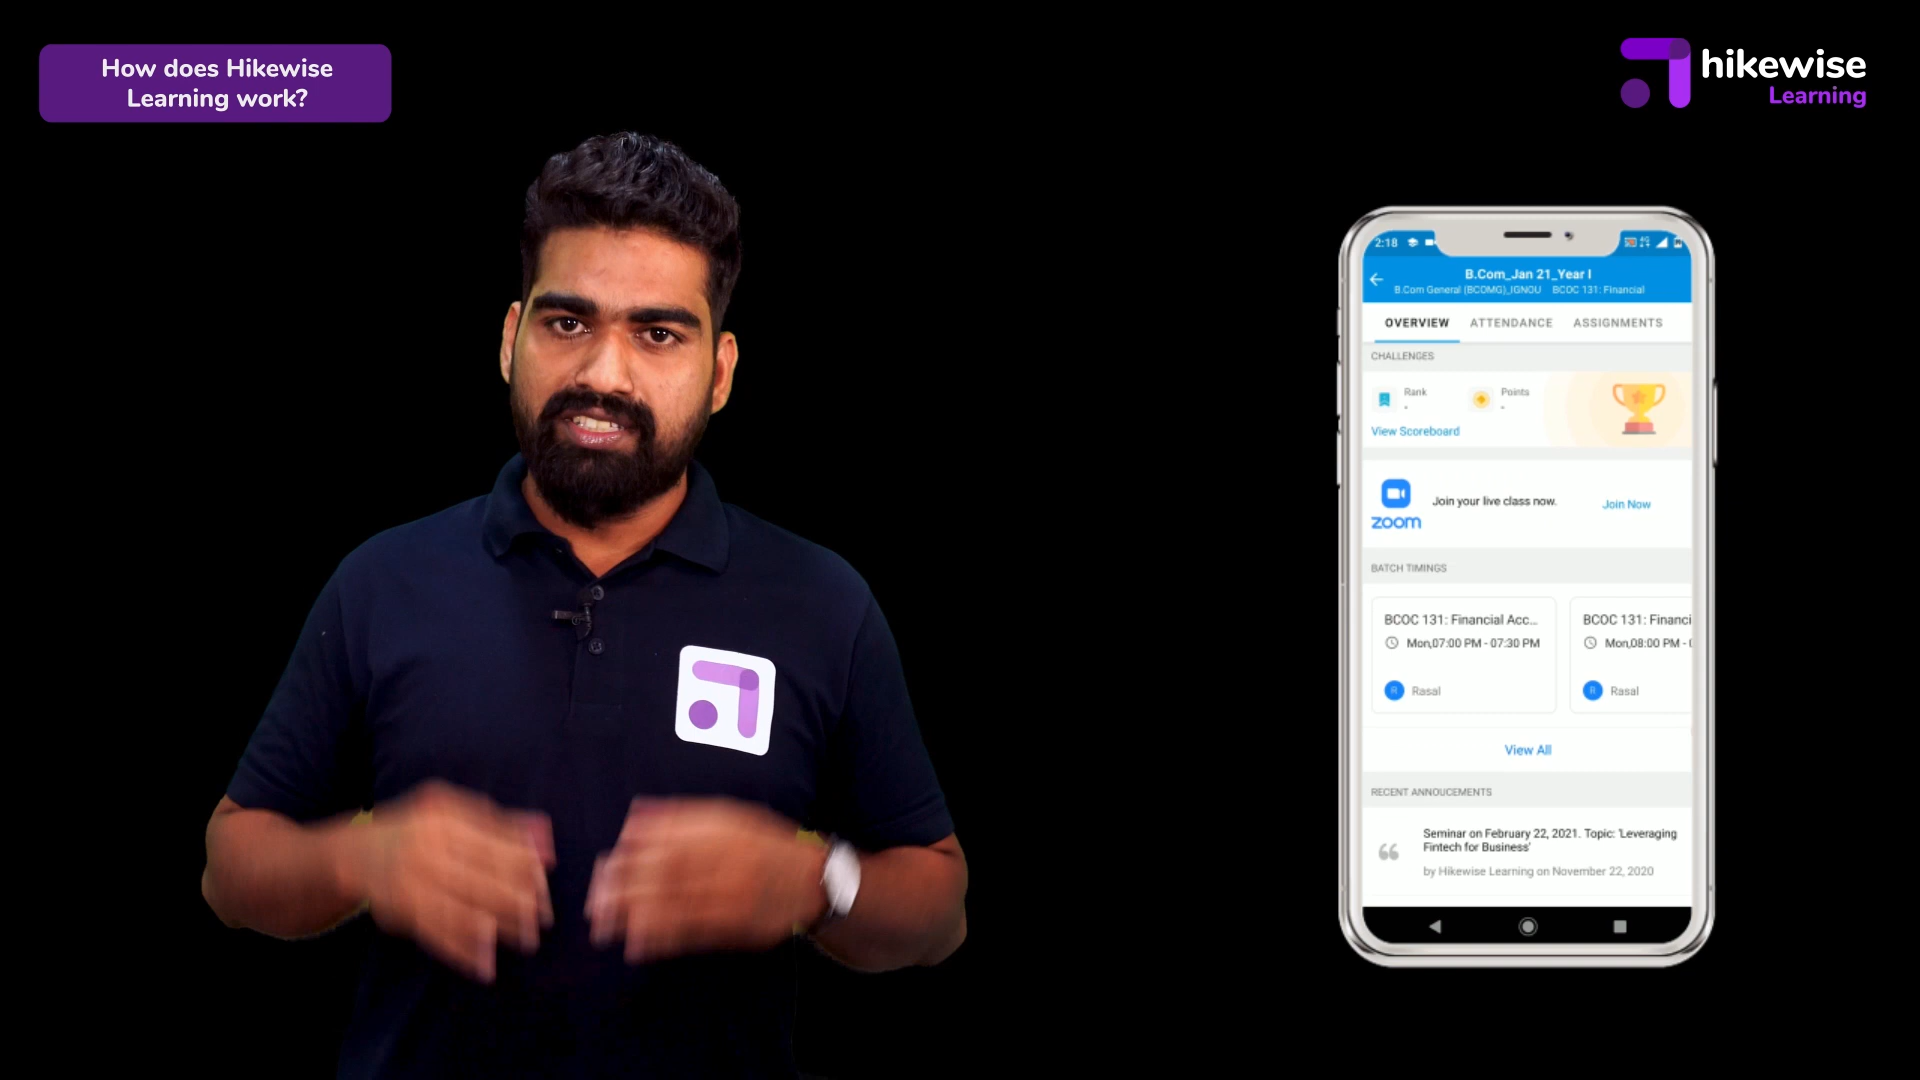 How does Hikewise
Learning work?
hikewise
Learning
2:18
B.Com_Jan 21_Year I
B.Com General (BCOMG)_IGNOU BCOC 131: Financial
OVERVIEW ATTENDANCE ASSIGNMENTS
CHALLENGES
Rank Points
- -
View Scoreboard
zoom
Join your live class now. Join Now
BATCH TIMINGS
BCOC 131: Financial Acc... BCOC 131: Financi
Mon,07:00 PM - 07:30 PM Mon,08:00 PM -
R Rasal R Rasal
View All
RECENT ANNOUCEMENTS
Seminar on February 22, 2021. Topic: 'Leveraging
Fintech for Business'
by Hikewise Learning on November 22, 2020